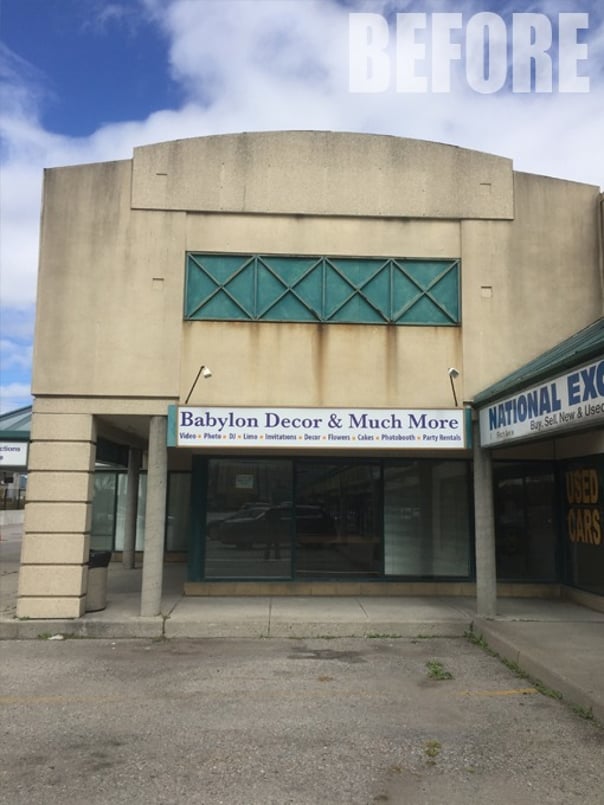 BEFORE
Babylon Decor & Much More
Video • Photo • DJ • Limo • Invitations • Decor • Flowers • Cakes • Photobooth • Party Rentals
NATIONAL EXC
Buy, Sell, New & Used
USED
CARS